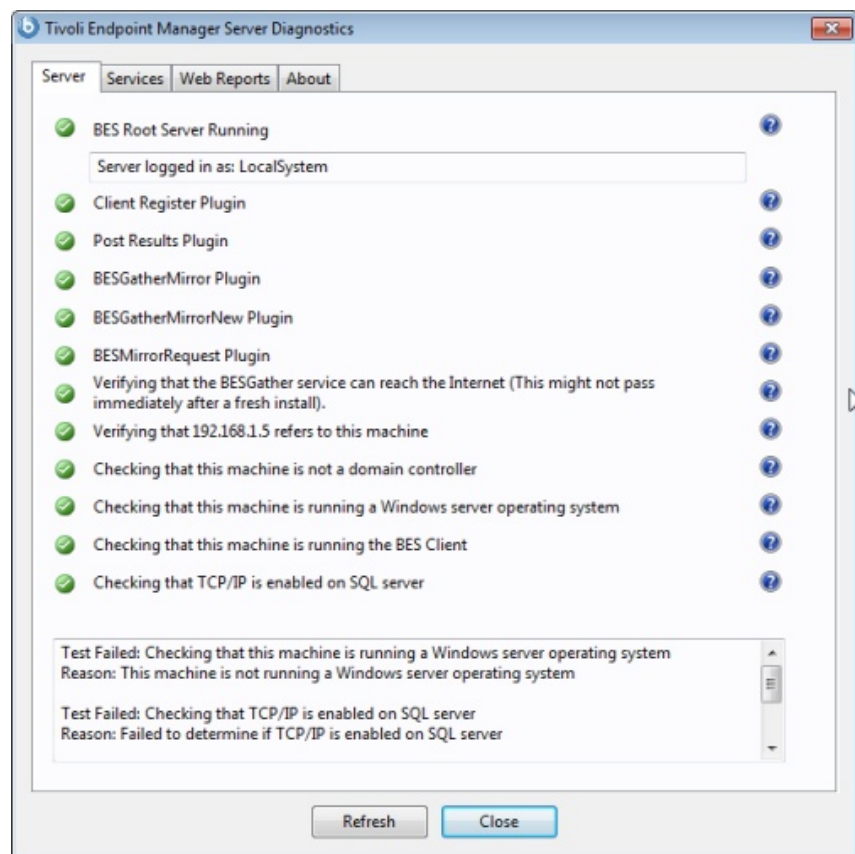 Tivoli Endpoint Manager Server Diagnostics
Server Services Web Reports About
BES Root Server Running
Server logged in as: LocalSystem
Client Register Plugin
Post Results Plugin
BESGatherMirror Plugin
BESGatherMirrorNew Plugin
BESMirrorRequest Plugin
Verifying that the BESGather service can reach the Internet (This might not pass
immediately after a fresh install).
Verifying that 192.168.1.5 refers to this machine
Checking that this machine is not a domain controller
Checking that this machine is running a Windows server operating system
Checking that this machine is running the BES Client
Checking that TCP/IP is enabled on SQL server
Test Failed: Checking that this machine is running a Windows server operating system
Reason: This machine is not running a Windows server operating system
Test Failed: Checking that TCP/IP is enabled on SQL server
Reason: Failed to determine if TCP/IP is enabled on SQL server
Refresh Close